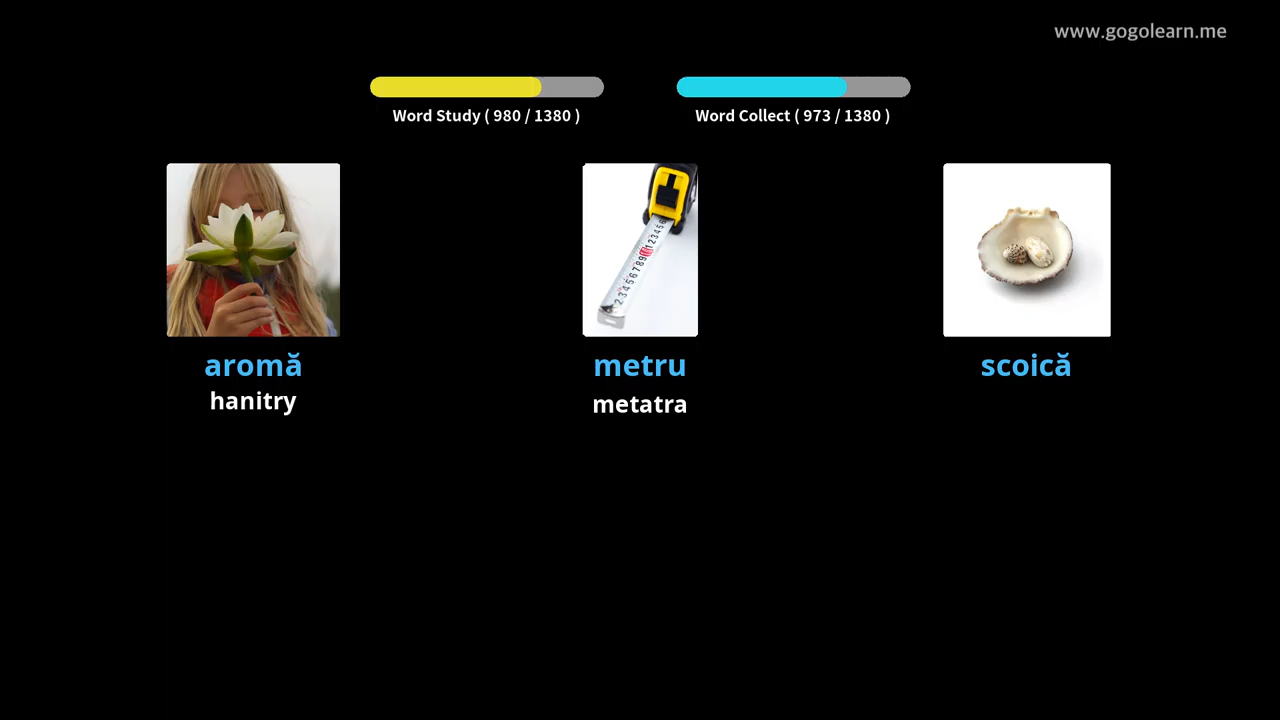 www.gogolearn.me
Word Study ( 980 / 1380 )
Word Collect ( 973 / 1380 )
aromă
metru
scoică
hanitry
metatra